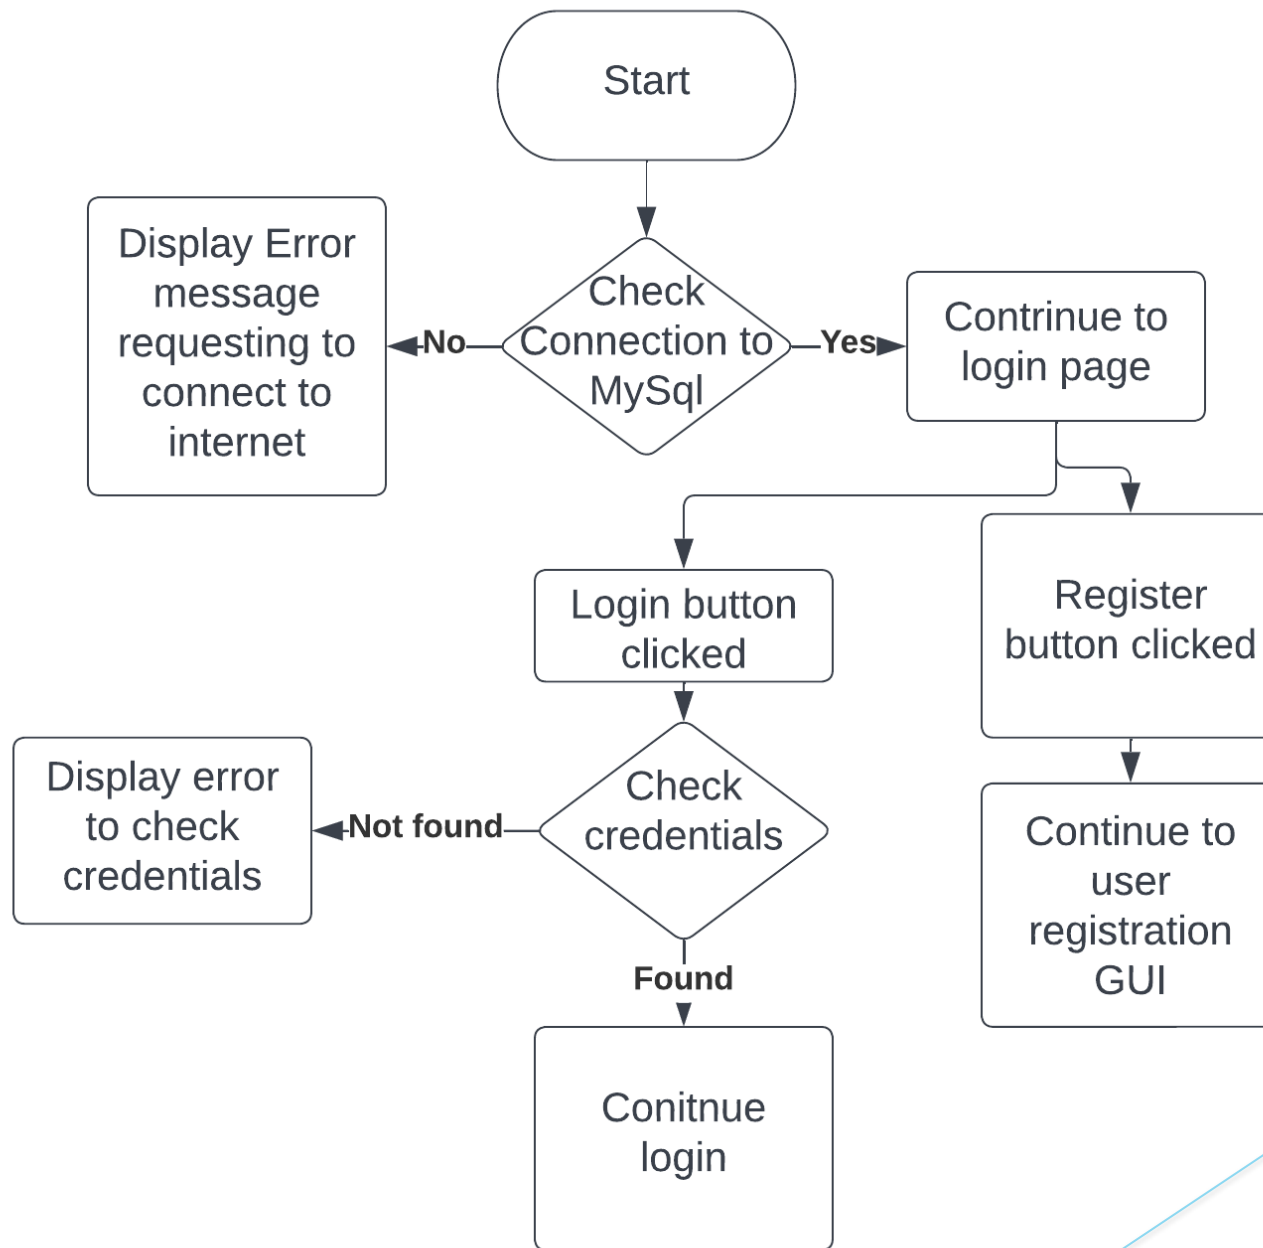 Start
Display Error
message
requesting to
connect to
internet
No
Check
Connection to
MySql
Yes
Contrinue to
login page
Login button
clicked
Register
button clicked
Display error
to check
credentials
Not found
Check
credentials
Continue to
user
registration
GUI
Found
Conitnue
login